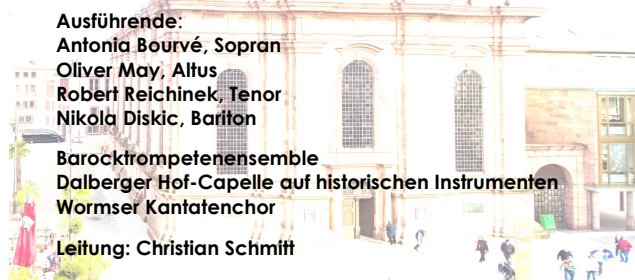 Ausführende:
Antonia Bourvé, Sopran
Oliver May, Altus
Robert Reichinek, Tenor
Nikola Diskic, Bariton
Barocktrompetenensemble
Dalberger Hof-Capelle auf historischen Instrumenten
Wormser Kantatenchor
Leitung: Christian Schmitt